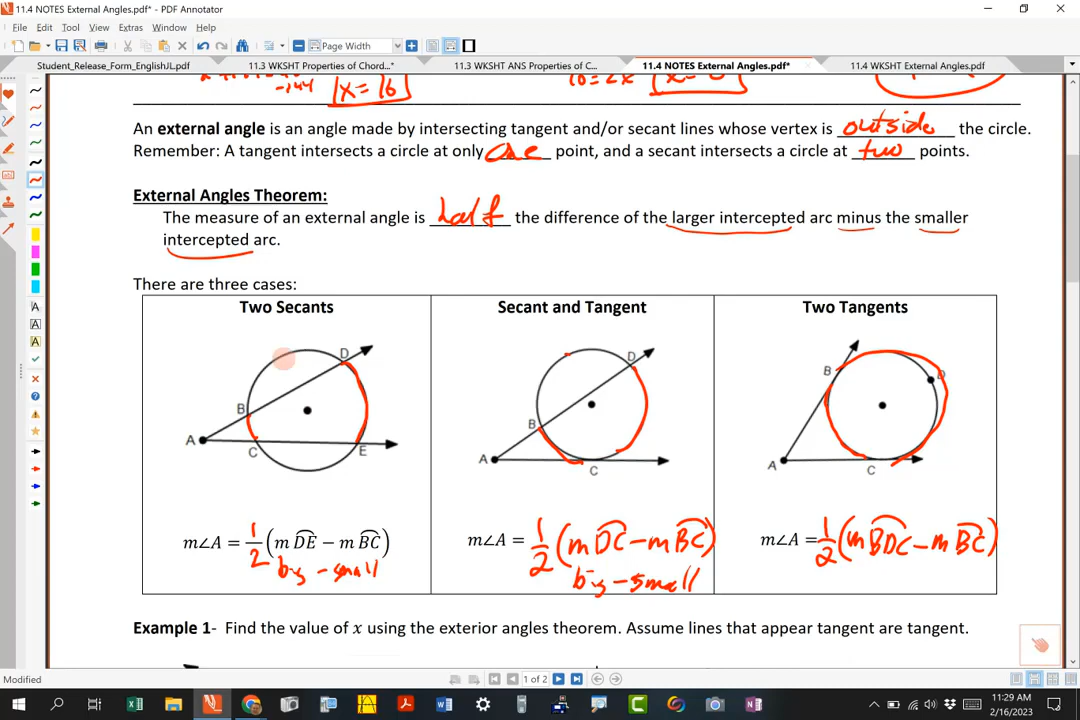 11.4 NOTES External Angles.pdf* - PDF Annotator
File Edit Tool View Extras Window Help
Page Width
Student_Release_Form_EnglishJL.pdf 11.3 WKSHT Properties of Chord...* 11.3 WKSHT ANS Properties of C... 11.4 NOTES External Angles.pdf* 11.4 WKSHT External Angles.pdf
-144 x = 16 16 = 2x
An external angle is an angle made by intersecting tangent and/or secant lines whose vertex is outside the circle.
Remember: A tangent intersects a circle at only one point, and a secant intersects a circle at two points.
External Angles Theorem:
The measure of an external angle is half the difference of the larger intercepted arc minus the smaller
intercepted arc.
There are three cases:
Two Secants Secant and Tangent Two Tangents
D D B D
B B
A C E A C A C
m∠A = 1/2 (m DE − m BC) m∠A = 1/2 (m DC − m BC) m∠A = 1/2 (m BDC − m BC)
big - small big - small
Example 1- Find the value of x using the exterior angles theorem. Assume lines that appear tangent are tangent.
Modified 1 of 2
11:29 AM
2/16/2023